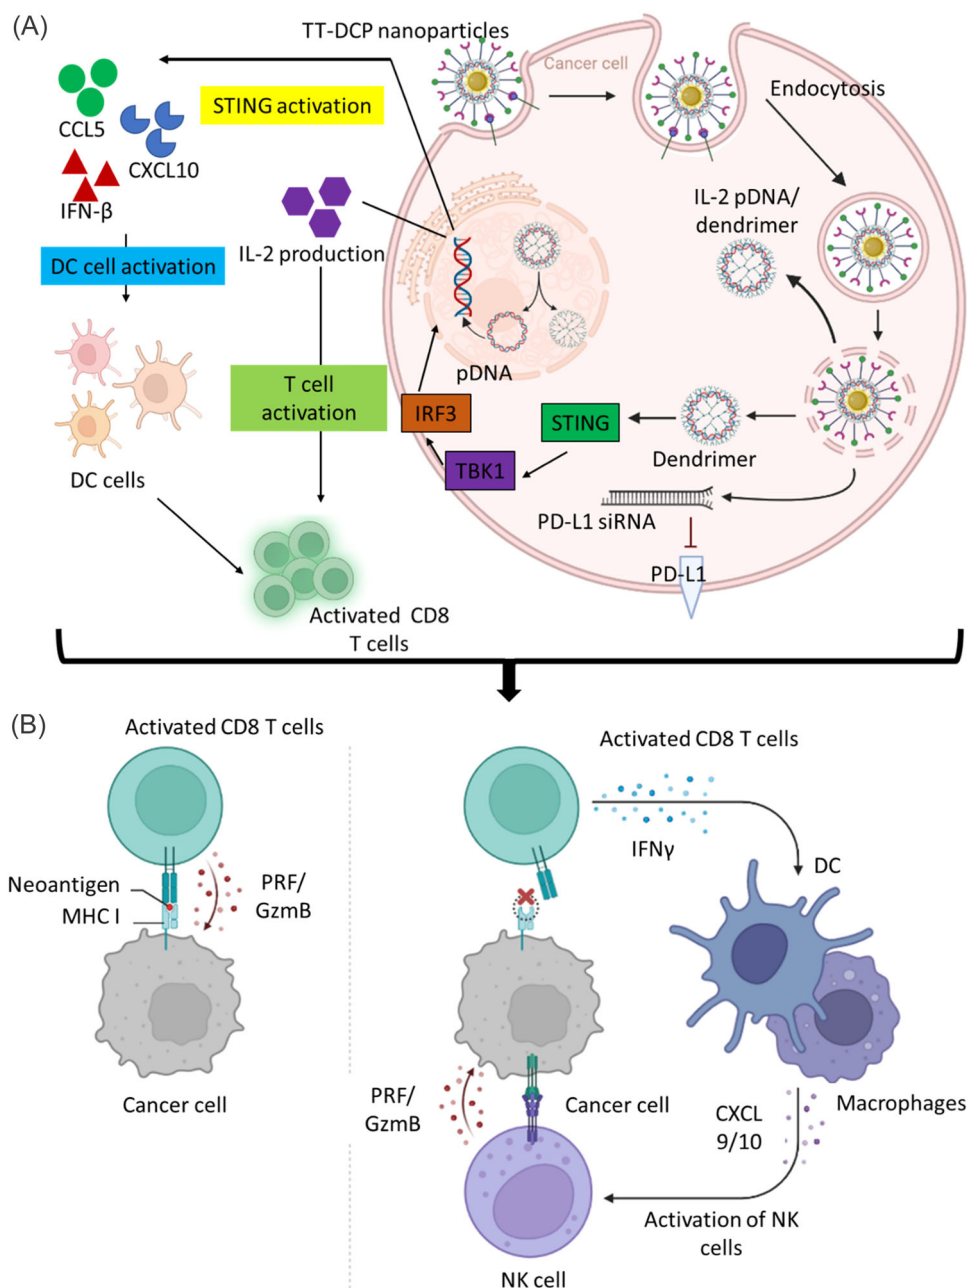 (A)
TT-DCP nanoparticles
Cancer cell
Endocytosis
STING activation
CCL5
CXCL10
IFN-β
IL-2 pDNA/
dendrimer
DC cell activation
IL-2 production
pDNA
T cell
activation
IRF3
STING
TBK1
Dendrimer
DC cells
PD-L1 siRNA
PD-L1
Activated CD8
T cells
(B)
Activated CD8 T cells
Neoantigen
MHC I
PRF/
GzmB
Cancer cell
Activated CD8 T cells
IFNγ
DC
PRF/
GzmB
Cancer cell
Macrophages
CXCL
9/10
Activation of NK
cells
NK cell